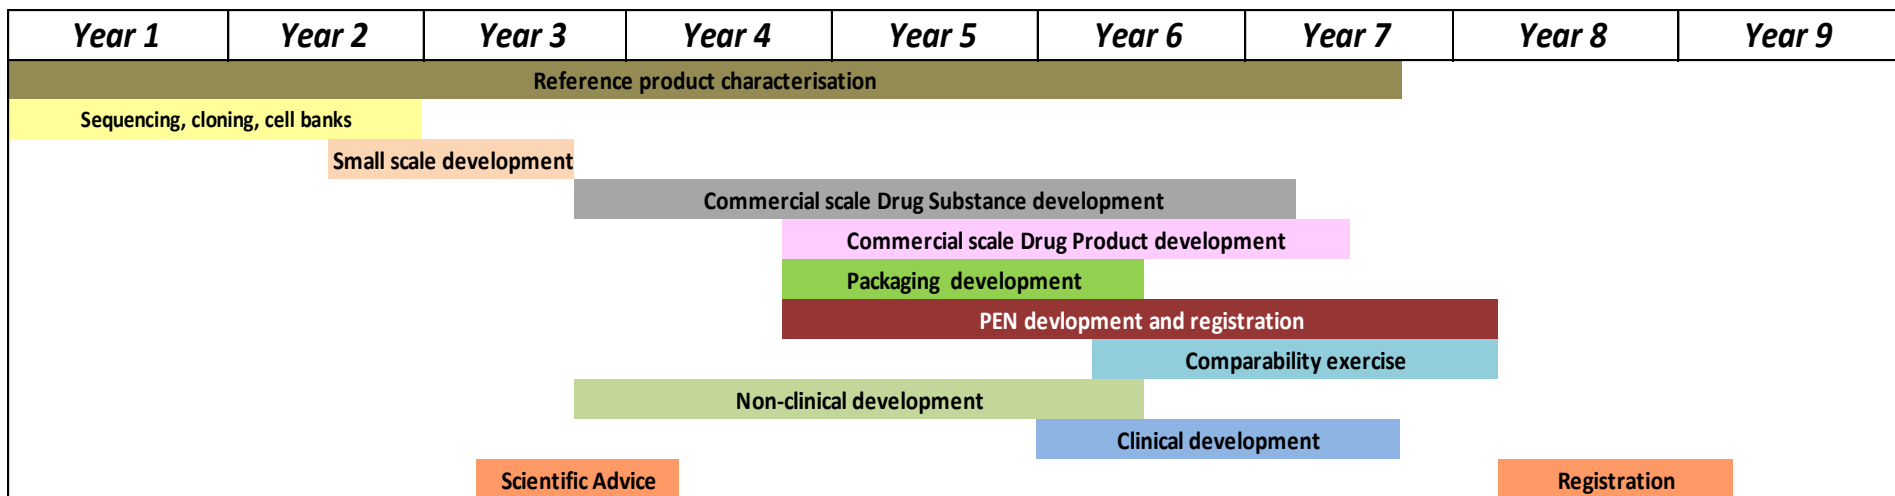 Year 1 Year 2 Year 3 Year 4 Year 5 Year 6 Year 7 Year 8 Year 9
Reference product characterisation
Sequencing, cloning, cell banks
Small scale development
Commercial scale Drug Substance development
Commercial scale Drug Product development
Packaging development
PEN devlopment and registration
Comparability exercise
Non-clinical development
Clinical development
Scientific Advice Registration